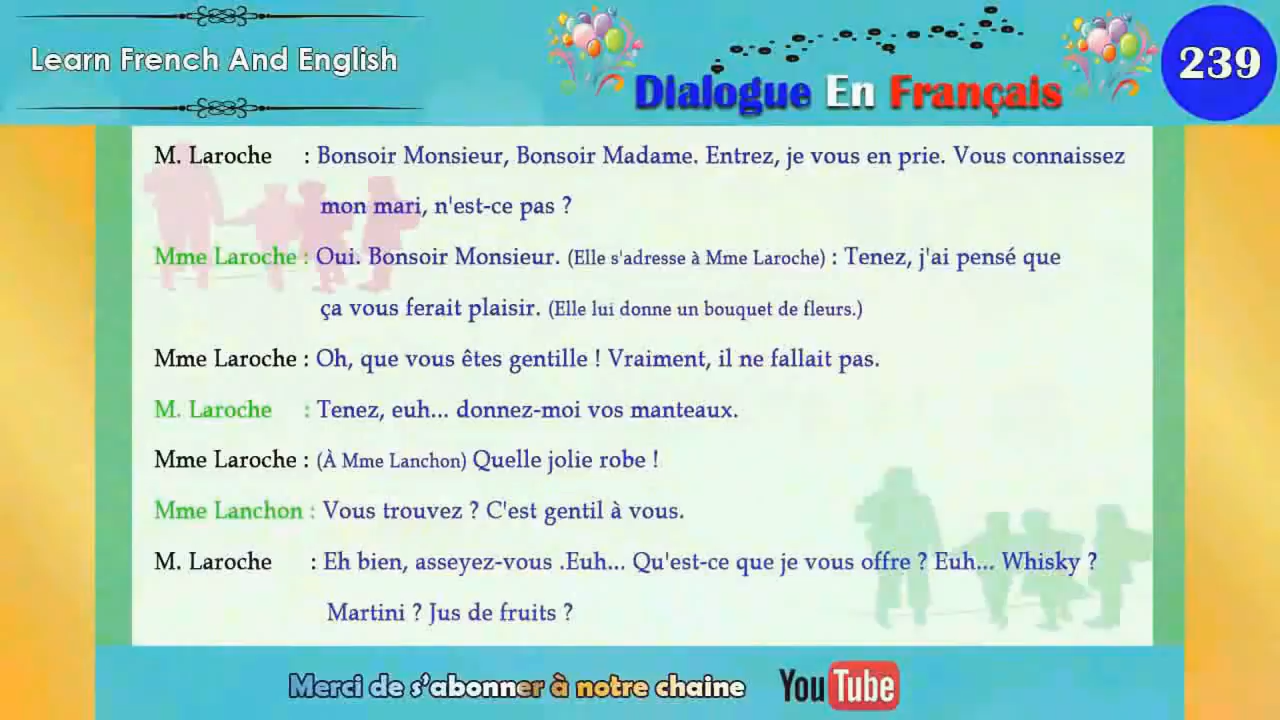 Learn French And English
Dialogue En Français
239
M. Laroche : Bonsoir Monsieur, Bonsoir Madame. Entrez, je vous en prie. Vous connaissez
mon mari, n'est-ce pas ?
Mme Laroche : Oui. Bonsoir Monsieur. (Elle s'adresse à Mme Laroche) : Tenez, j'ai pensé que
ça vous ferait plaisir. (Elle lui donne un bouquet de fleurs.)
Mme Laroche : Oh, que vous êtes gentille ! Vraiment, il ne fallait pas.
M. Laroche : Tenez, euh... donnez-moi vos manteaux.
Mme Laroche : (À Mme Lanchon) Quelle jolie robe !
Mme Lanchon : Vous trouvez ? C'est gentil à vous.
M. Laroche : Eh bien, asseyez-vous .Euh... Qu'est-ce que je vous offre ? Euh... Whisky ?
Martini ? Jus de fruits ?
Merci de s'abonner à notre chaine YouTube